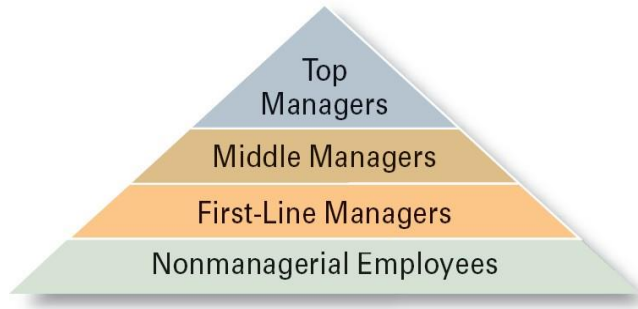 Top
Managers
Middle Managers
First-Line Managers
Nonmanagerial Employees